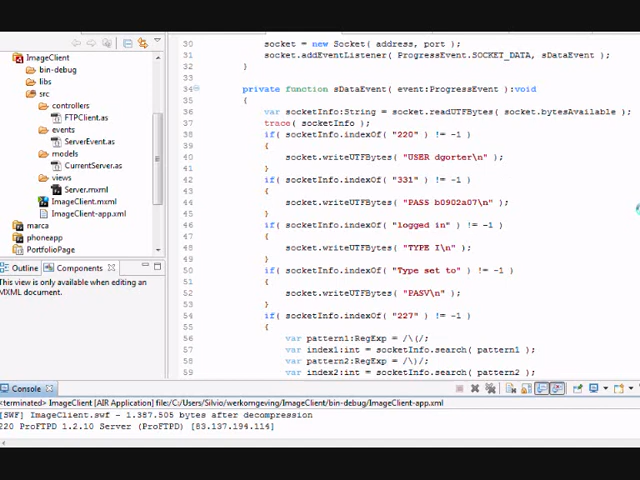 ImageClient
bin-debug
libs
src
controllers
FTPClient.as
events
ServerEvent.as
models
CurrentServer.as
views
Server.mxml
ImageClient.mxml
ImageClient-app.xml
marca
phoneapp
PortfolioPage
Outline
Components
This view is only available when editing an
MXML document.
30 socket = new Socket( address, port );
31 socket.addEventListener( ProgressEvent.SOCKET_DATA, sDataEvent );
32 }
33
34 private function sDataEvent( event:ProgressEvent ):void
35 {
36 var socketInfo:String = socket.readUTFBytes( socket.bytesAvailable );
37 trace( socketInfo );
38 if( socketInfo.indexOf( "220" ) != -1 )
39 {
40 socket.writeUTFBytes( "USER dgorter\n" );
41 }
42 if( socketInfo.indexOf( "331" ) != -1 )
43 {
44 socket.writeUTFBytes( "PASS b0902a07\n" );
45 }
46 if( socketInfo.indexOf( "logged in" ) != -1 )
47 {
48 socket.writeUTFBytes( "TYPE I\n" );
49 }
50 if( socketInfo.indexOf( "Type set to" ) != -1 )
51 {
52 socket.writeUTFBytes( "PASV\n" );
53 }
54 if( socketInfo.indexOf( "227" ) != -1 )
55 {
56 var pattern1:RegExp = /\(/;
57 var index1:int = socketInfo.search( pattern1 );
58 var pattern2:RegExp = /\)/;
59 var index2:int = socketInfo.search( pattern2 );
Console
<terminated> ImageClient [AIR Application] file:/C:/Users/Silvio/werkomgeving/ImageClient/bin-debug/ImageClient-app.xml
[SWF] ImageClient.swf - 1.387.505 bytes after decompression
220 ProFTPD 1.2.10 Server (ProFTPD) [83.137.194.114]